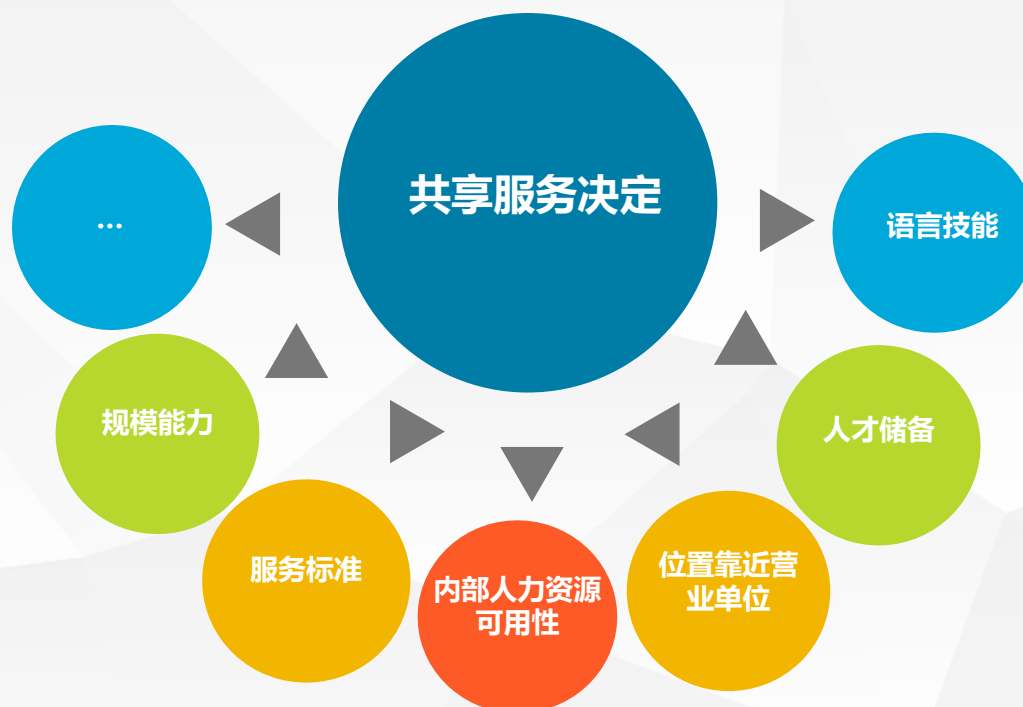 共享服务决定
...
语言技能
规模能力
人才储备
服务标准
内部人力资源
可用性
位置靠近营
业单位